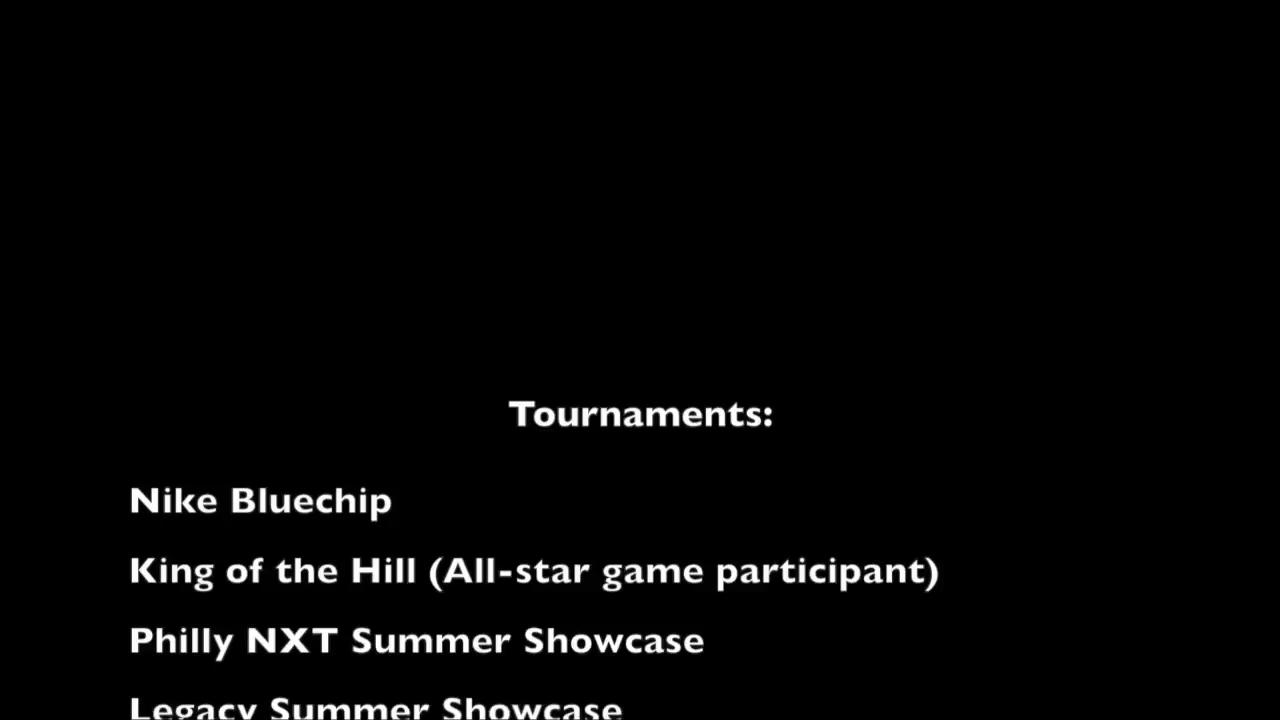 Tournaments:
Nike Bluechip
King of the Hill (All-star game participant)
Philly NXT Summer Showcase
Legacy Summer Showcase